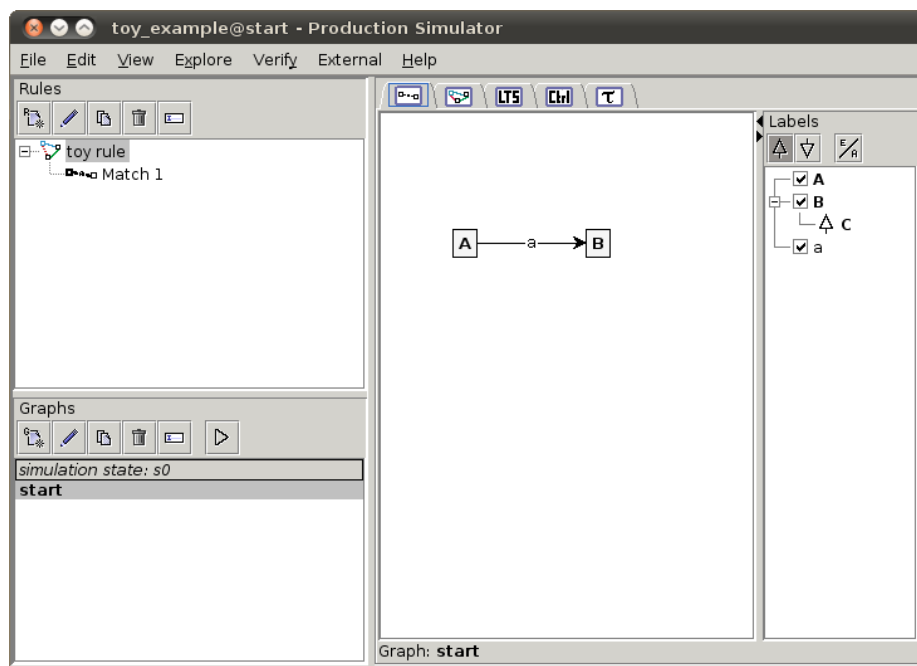 toy_example@start - Production Simulator
File Edit View Explore Verify External Help
Rules
toy rule
Match 1
Graphs
simulation state: s0
start
LTS Ctrl τ
A a B
Graph: start
Labels
E/A
A
B
C
a